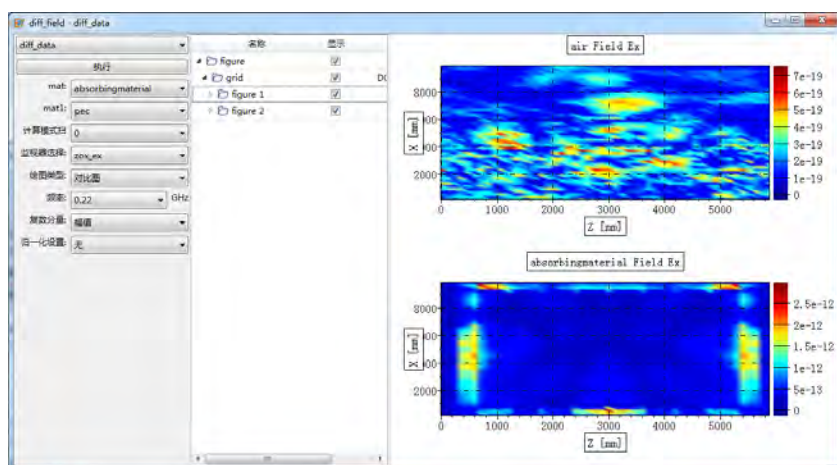 diff_field - diff_data
diff_data
执行
mat: absorbingmaterial
mat1: pec
计算模式扫 0
监视器选择: zox_ex
绘图类型: 对比图
频率: 0.22 GHz
复数分量: 幅值
归一化设置: 无
名称 显示
figure
grid
figure 1
figure 2
air Field Ex
X [mm]
8000
2000
0 1000 2000 3000 4000 5000
Z [mm]
7e-19
6e-19
5e-19
4e-19
3e-19
2e-19
1e-19
0
absorbingmaterial Field Ex
X [mm]
8000
2000
0 1000 2000 3000 4000 5000
Z [mm]
2.5e-12
2e-12
1.5e-12
1e-12
5e-13
0